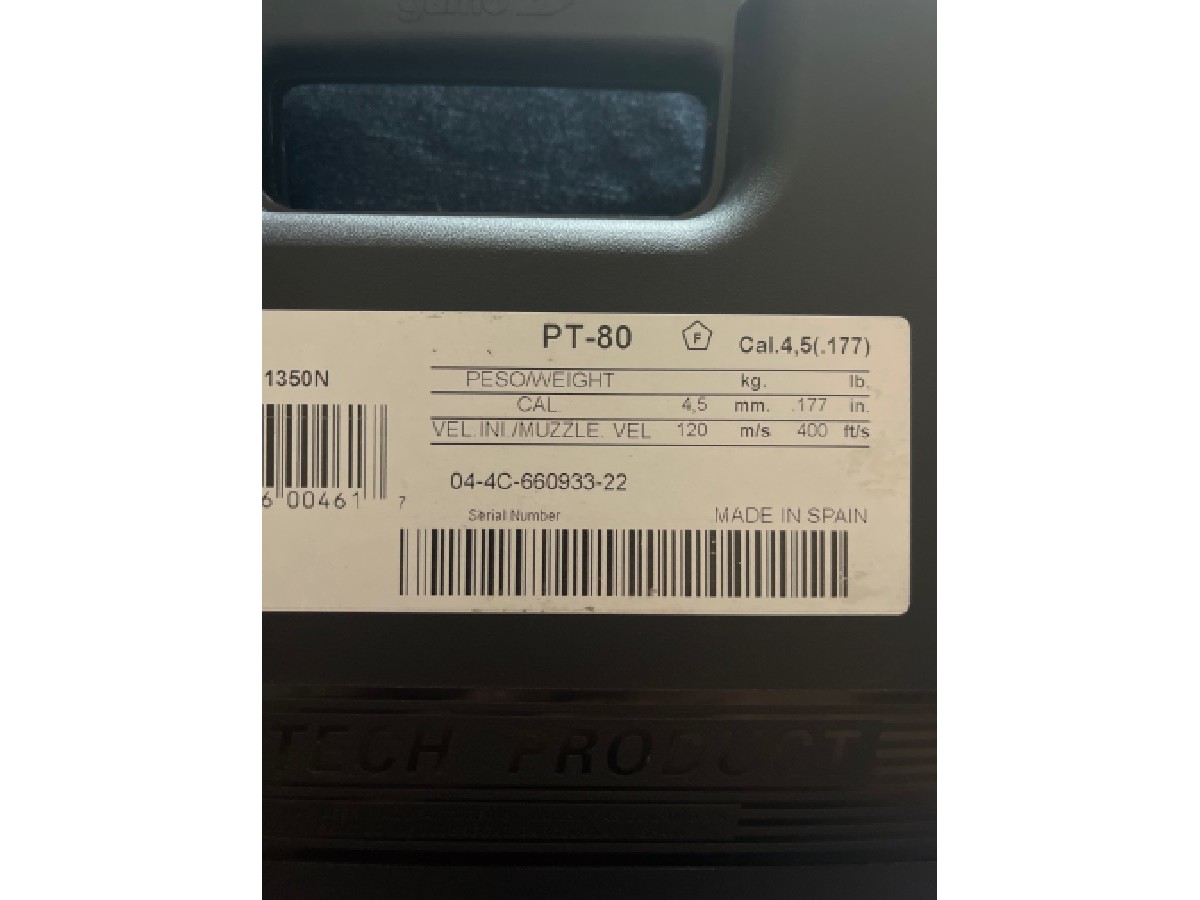 gamo
PT-80 F Cal.4,5(.177)
1350N
PESO/WEIGHT kg. lb.
CAL. 4,5 mm. .177 in.
VEL.INI./MUZZLE. VEL 120 m/s 400 ft/s
04-4C-660933-22
6 00461 7
Serial Number MADE IN SPAIN
TECH PRODUCT